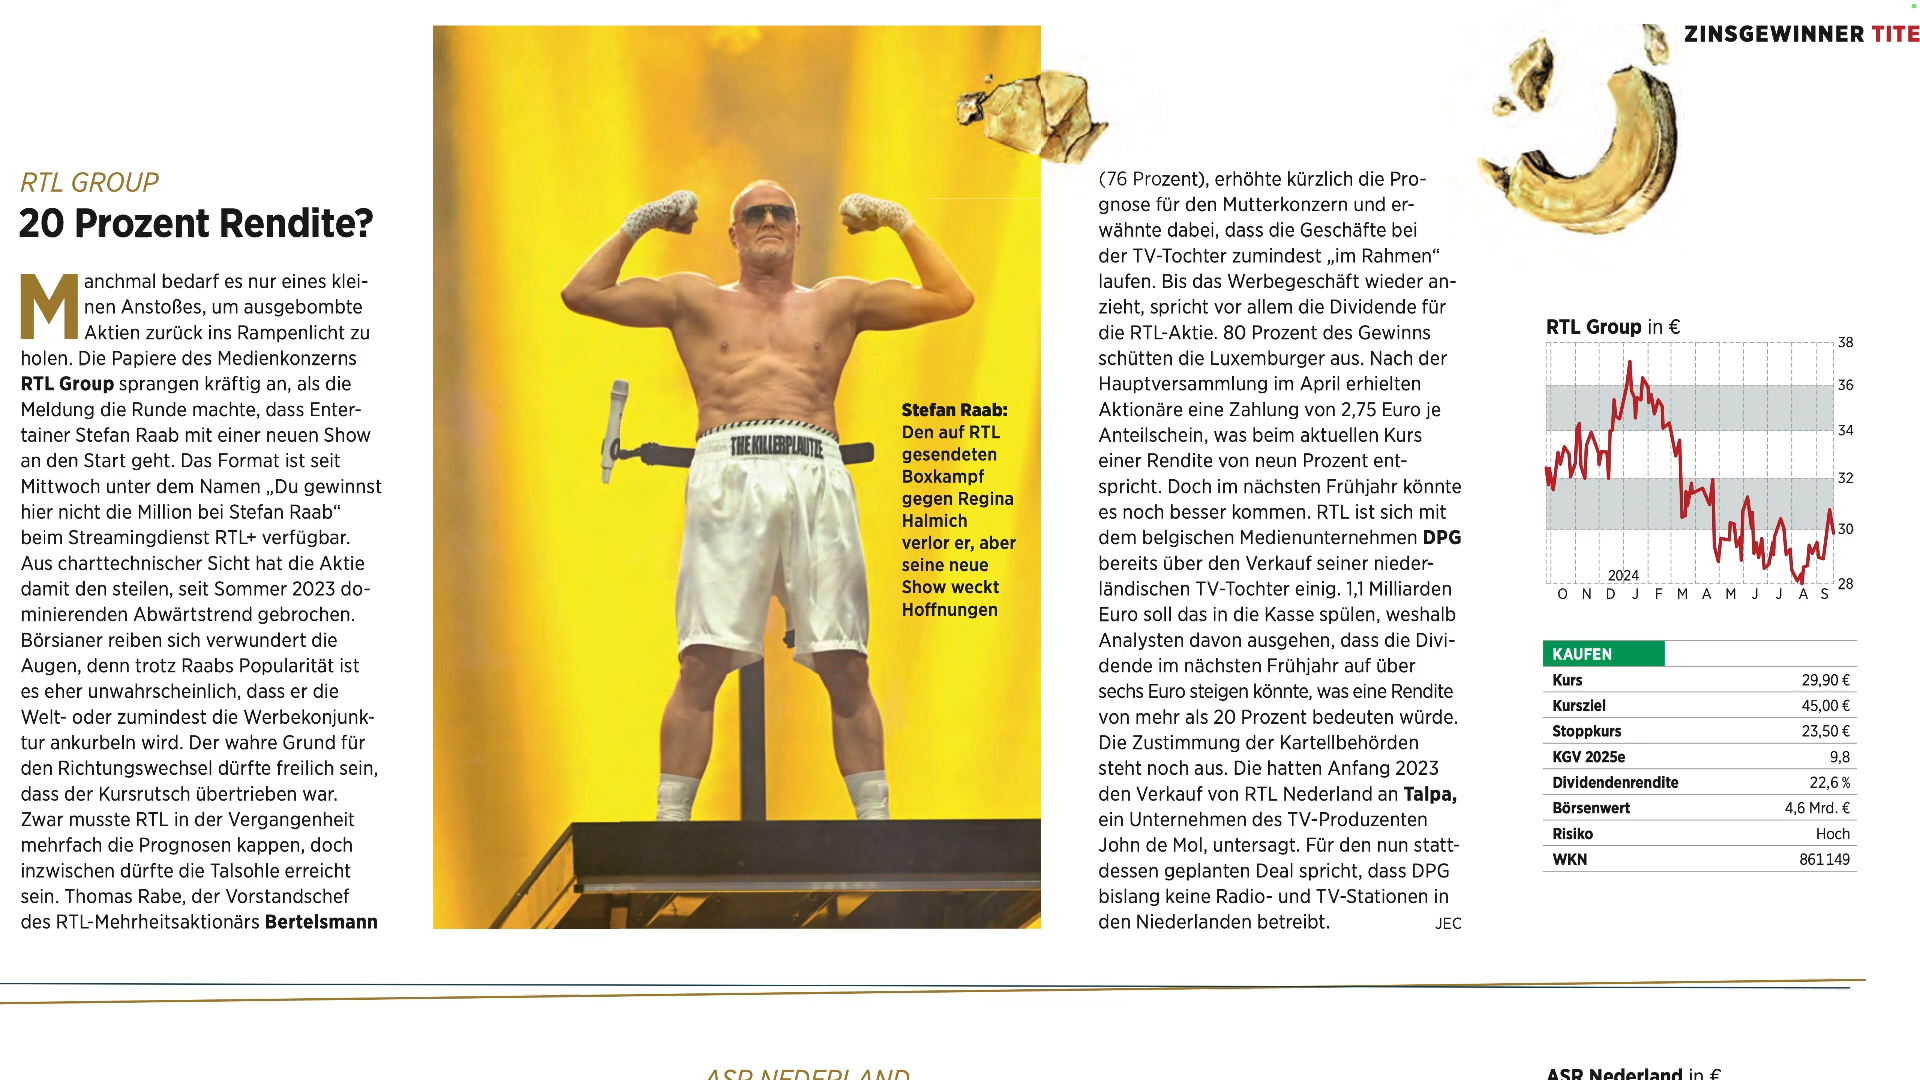 ZINSGEWINNER TITE
RTL GROUP
20 Prozent Rendite?
Manchmal bedarf es nur eines klei-
nen Anstoßes, um ausgebombte
Aktien zurück ins Rampenlicht zu
holen. Die Papiere des Medienkonzerns
RTL Group sprangen kräftig an, als die
Meldung die Runde machte, dass Enter-
tainer Stefan Raab mit einer neuen Show
an den Start geht. Das Format ist seit
Mittwoch unter dem Namen „Du gewinnst
hier nicht die Million bei Stefan Raab“
beim Streamingdienst RTL+ verfügbar.
Aus charttechnischer Sicht hat die Aktie
damit den steilen, seit Sommer 2023 do-
minierenden Abwärtstrend gebrochen.
Börsianer reiben sich verwundert die
Augen, denn trotz Raabs Popularität ist
es eher unwahrscheinlich, dass er die
Welt- oder zumindest die Werbekonjunk-
tur ankurbeln wird. Der wahre Grund für
den Richtungswechsel dürfte freilich sein,
dass der Kursrutsch übertrieben war.
Zwar musste RTL in der Vergangenheit
mehrfach die Prognosen kappen, doch
inzwischen dürfte die Talsohle erreicht
sein. Thomas Rabe, der Vorstandschef
des RTL-Mehrheitsaktionärs Bertelsmann
THE KILLERPLAUTZE
Stefan Raab:
Den auf RTL
gesendeten
Boxkampf
gegen Regina
Halmich
verlor er, aber
seine neue
Show weckt
Hoffnungen
(76 Prozent), erhöhte kürzlich die Pro-
gnose für den Mutterkonzern und er-
wähnte dabei, dass die Geschäfte bei
der TV-Tochter zumindest „im Rahmen“
laufen. Bis das Werbegeschäft wieder an-
zieht, spricht vor allem die Dividende für
die RTL-Aktie. 80 Prozent des Gewinns
schütten die Luxemburger aus. Nach der
Hauptversammlung im April erhielten
Aktionäre eine Zahlung von 2,75 Euro je
Anteilschein, was beim aktuellen Kurs
einer Rendite von neun Prozent ent-
spricht. Doch im nächsten Frühjahr könnte
es noch besser kommen. RTL ist sich mit
dem belgischen Medienunternehmen DPG
bereits über den Verkauf seiner nieder-
ländischen TV-Tochter einig. 1,1 Milliarden
Euro soll das in die Kasse spülen, weshalb
Analysten davon ausgehen, dass die Divi-
dende im nächsten Frühjahr auf über
sechs Euro steigen könnte, was eine Rendite
von mehr als 20 Prozent bedeuten würde.
Die Zustimmung der Kartellbehörden
steht noch aus. Die hatten Anfang 2023
den Verkauf von RTL Nederland an Talpa,
ein Unternehmen des TV-Produzenten
John de Mol, untersagt. Für den nun statt-
dessen geplanten Deal spricht, dass DPG
bislang keine Radio- und TV-Stationen in
den Niederlanden betreibt. JEC
RTL Group in €
38
36
34
32
30
28
2024
O N D J F M A M J J A S
KAUFEN
Kurs 29,90 €
Kursziel 45,00 €
Stoppkurs 23,50 €
KGV 2025e 9,8
Dividendenrendite 22,6 %
Börsenwert 4,6 Mrd. €
Risiko Hoch
WKN 861149
ASR NEDERLAND
ASR Nederland in €